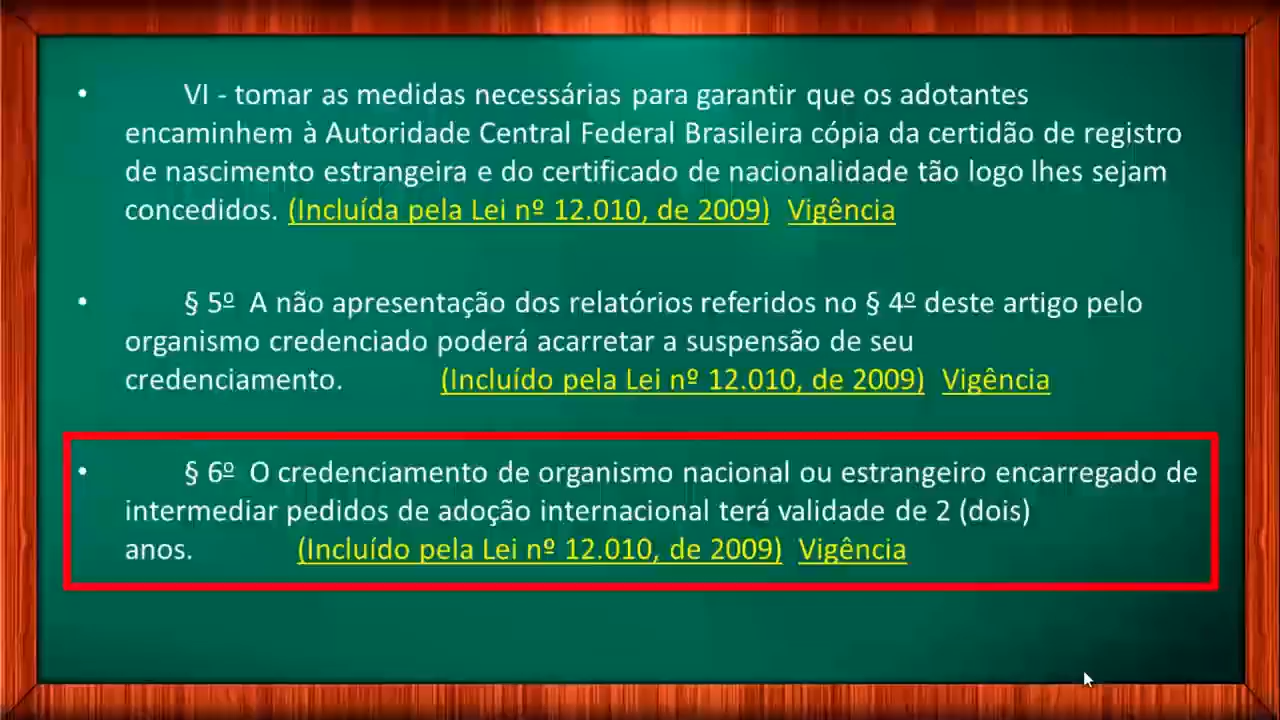 • VI - tomar as medidas necessárias para garantir que os adotantes
encaminhem à Autoridade Central Federal Brasileira cópia da certidão de registro
de nascimento estrangeira e do certificado de nacionalidade tão logo lhes sejam
concedidos. (Incluída pela Lei nº 12.010, de 2009) Vigência
• § 5º A não apresentação dos relatórios referidos no § 4º deste artigo pelo
organismo credenciado poderá acarretar a suspensão de seu
credenciamento. (Incluído pela Lei nº 12.010, de 2009) Vigência
• § 6º O credenciamento de organismo nacional ou estrangeiro encarregado de
intermediar pedidos de adoção internacional terá validade de 2 (dois)
anos. (Incluído pela Lei nº 12.010, de 2009) Vigência